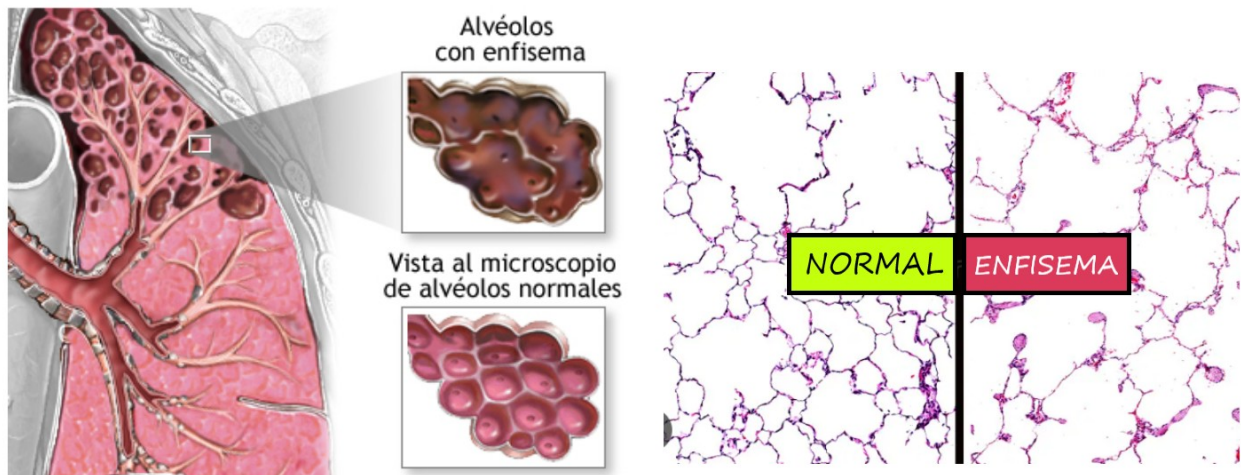 Alvéolos
con enfisema
Vista al microscopio
de alvéolos normales
NORMAL
ENFISEMA